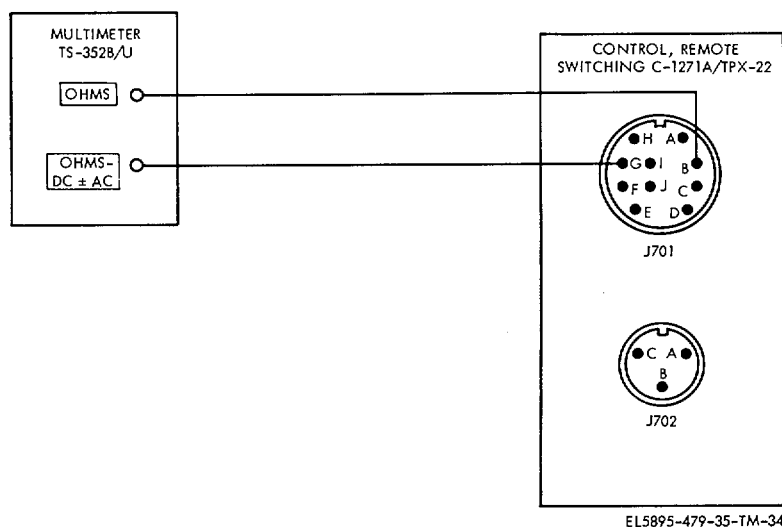 MULTIMETER
TS-352B/U
OHMS
OHMS-
DC ± AC
CONTROL, REMOTE
SWITCHING C-1271A/TPX-22
H A
G I B
F J C
E D
J701
C A
B
J702
EL5895-479-35-TM-34